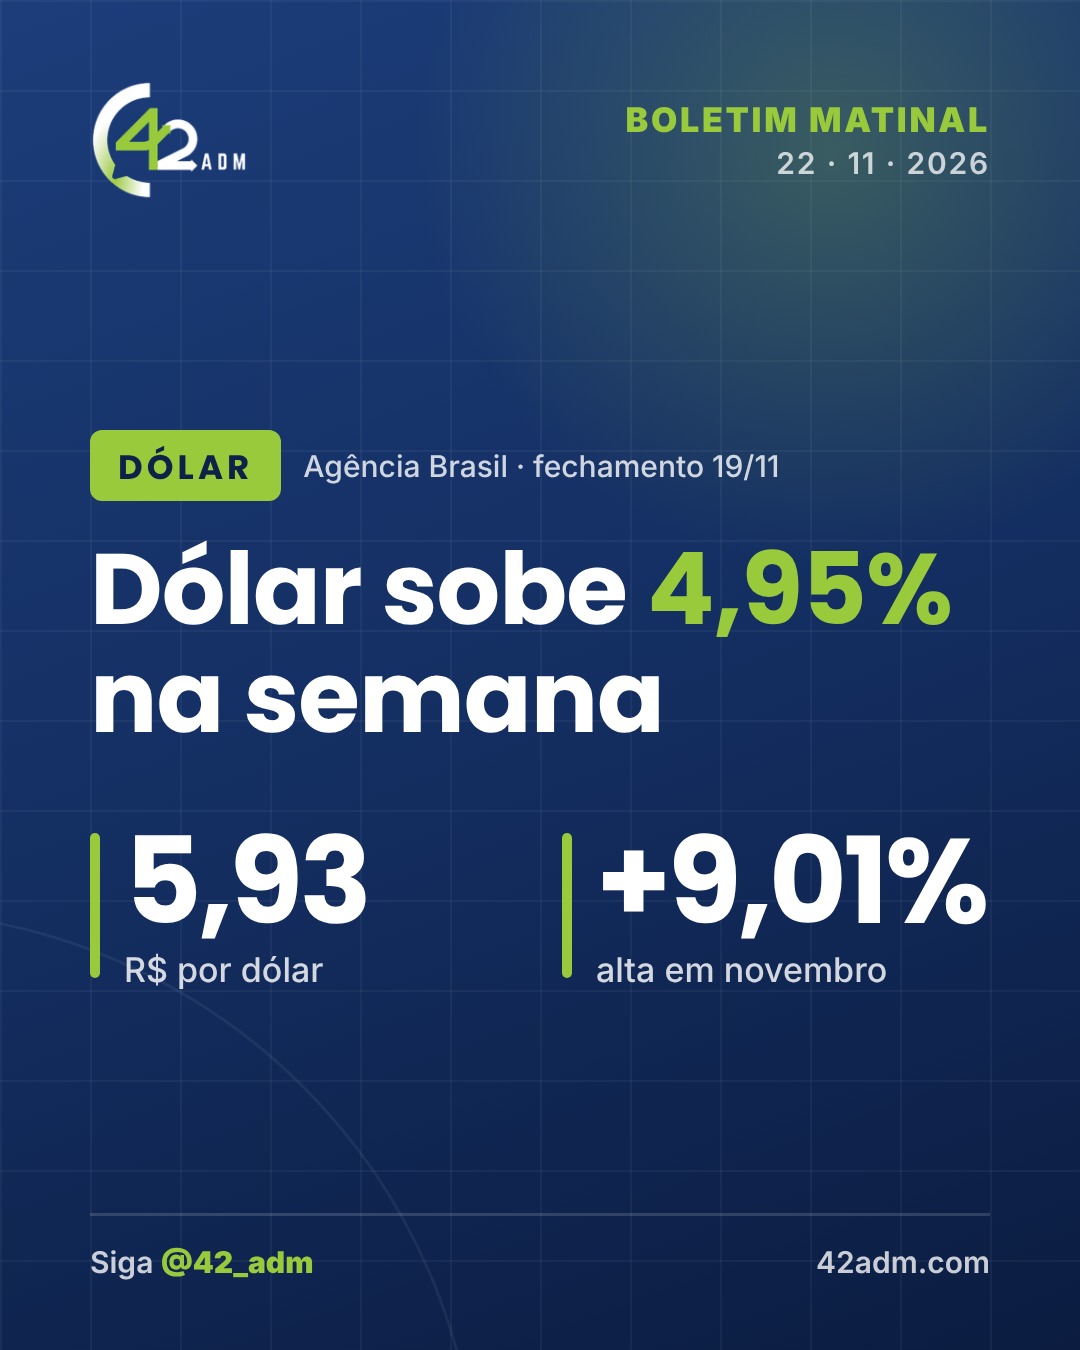 42 ADM
BOLETIM MATINAL
22 · 11 · 2026
DÓLAR
Agência Brasil · fechamento 19/11
Dólar sobe 4,95%
na semana
5,93
R$ por dólar
+9,01%
alta em novembro
Siga @42_adm
42adm.com